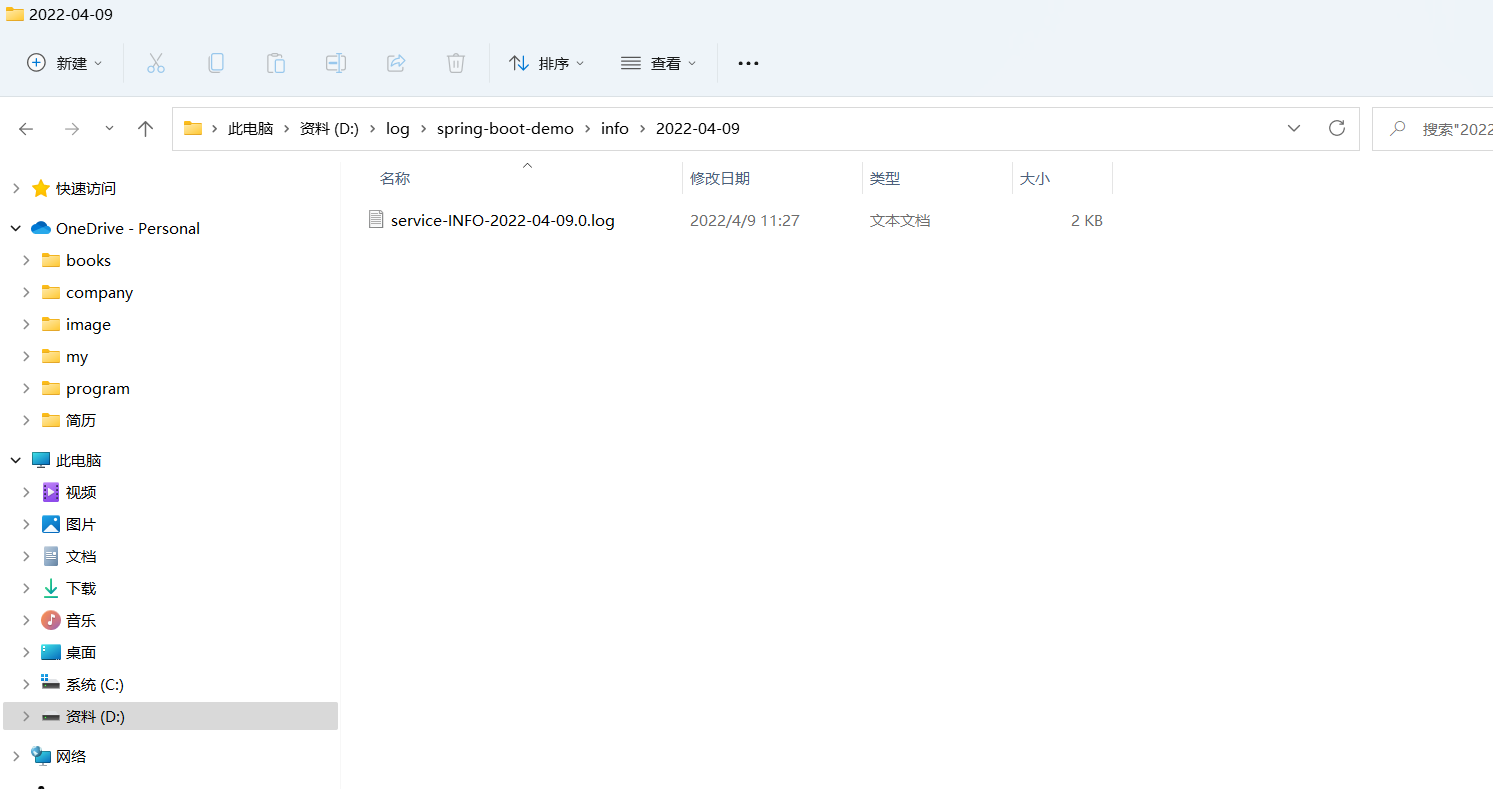 2022-04-09
新建 排序 查看
此电脑 资料 (D:) log spring-boot-demo info 2022-04-09 搜索"2022
名称 修改日期 类型 大小
service-INFO-2022-04-09.0.log 2022/4/9 11:27 文本文档 2 KB
快速访问
OneDrive - Personal
books
company
image
my
program
简历
此电脑
视频
图片
文档
下载
音乐
桌面
系统 (C:)
资料 (D:)
网络